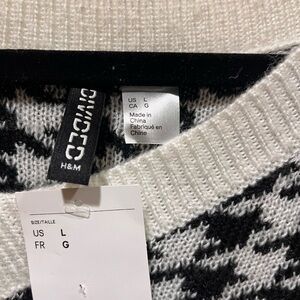 DIVIDED
H&M
US L
CA G
Made in
China
Fabriqué en
Chine
SIZE/TAILLE
US L
FR G